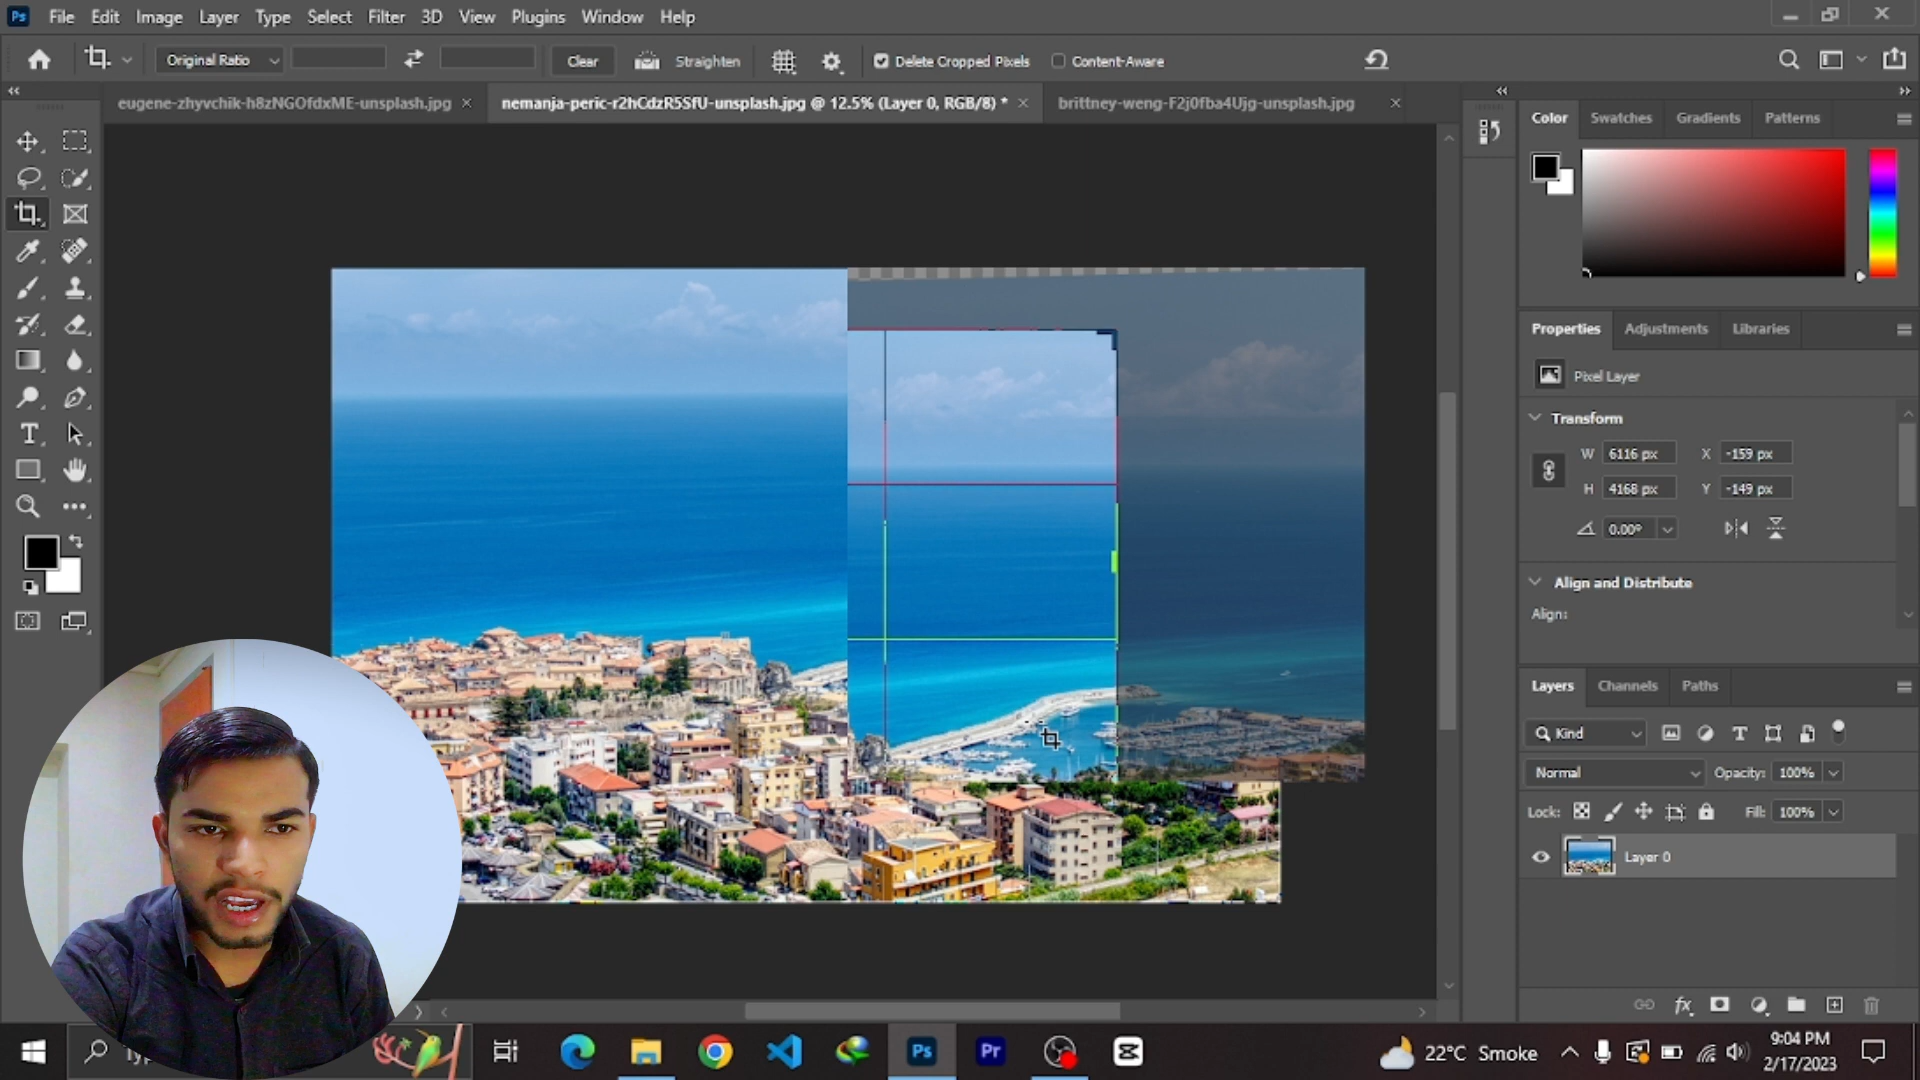 Ps File Edit Image Layer Type Select Filter 3D View Plugins Window Help
Original Ratio Clear Straighten Delete Cropped Pixels Content-Aware
eugene-zhyvchik-h8zNGOfdxME-unsplash.jpg × nemanja-peric-r2hCdzR5SfU-unsplash.jpg @ 12.5% (Layer 0, RGB/8) * × brittney-weng-F2j0fba4Ujg-unsplash.jpg ×
Color Swatches Gradients Patterns
Properties Adjustments Libraries
Pixel Layer
Transform
W 6116 px X -159 px
H 4168 px Y -149 px
0.00°
Align and Distribute
Align:
Layers Channels Paths
Kind
Normal Opacity: 100%
Lock: Fill: 100%
Layer 0
fx
Ps Pr 22°C Smoke
9:04 PM
2/17/2023